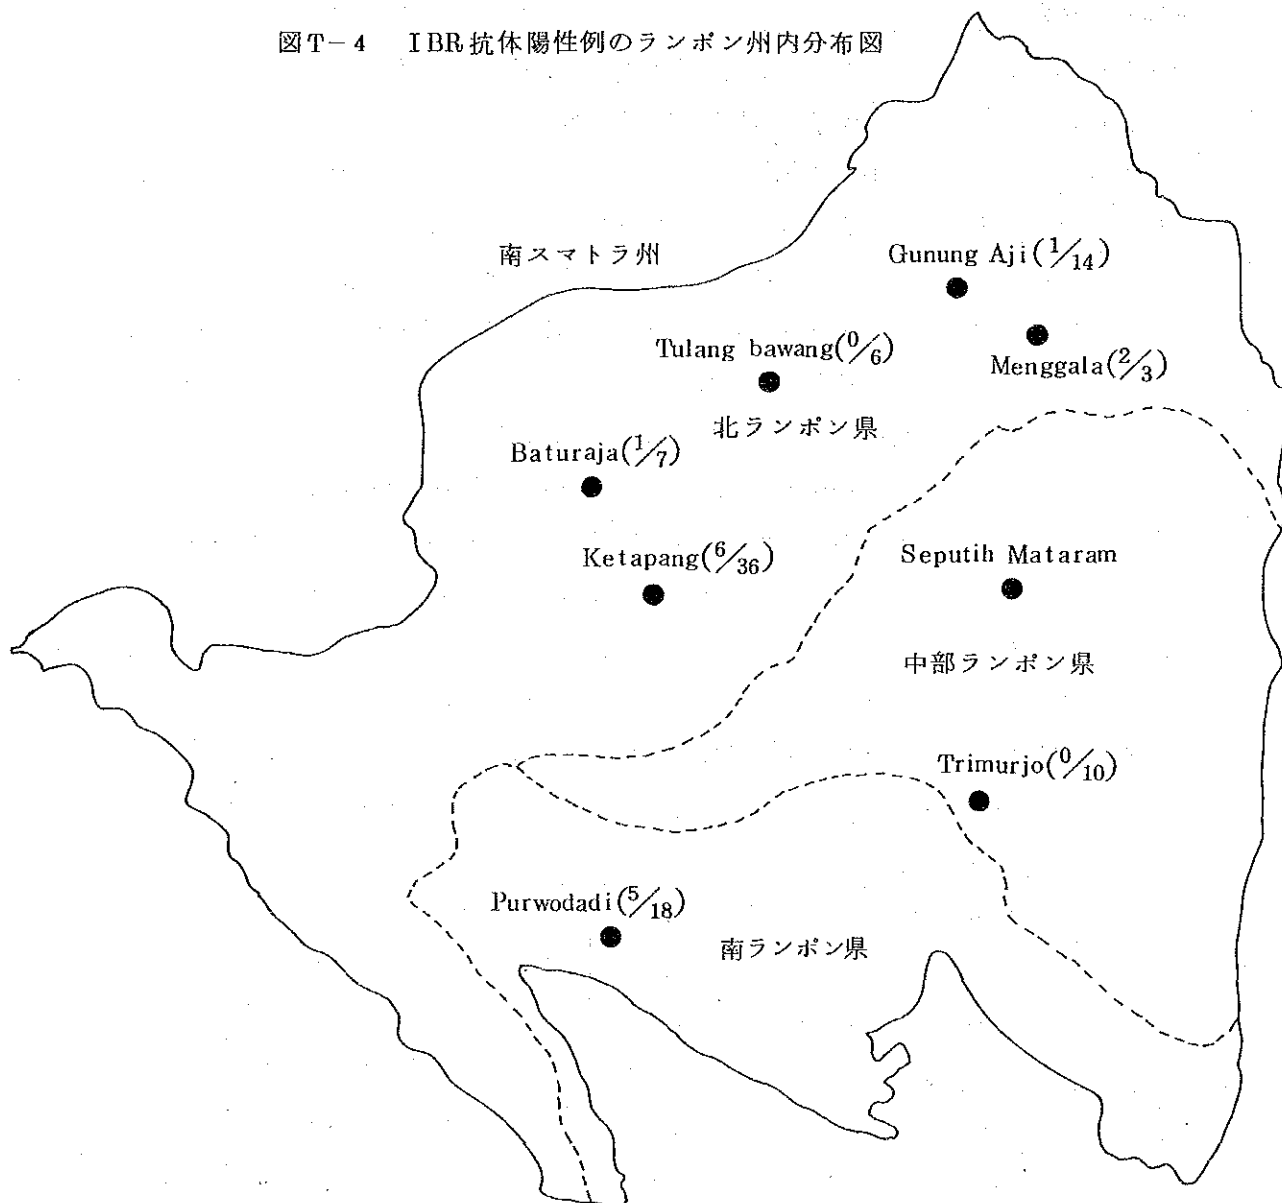 図T-4 IBR抗体陽性例のランポン州内分布図
南スマトラ州
Gunung Aji(1/14)
Tulang bawang(0/6)
Menggala(2/3)
北ランポン県
Baturaja(1/7)
Ketapang(6/36)
Seputih Mataram
中部ランポン県
Trimurjo(0/10)
Purwodadi(5/18)
南ランポン県